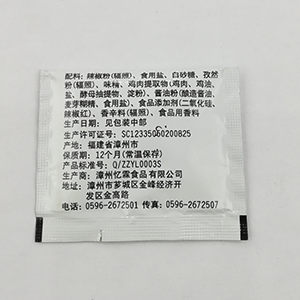 配料：辣椒粉(辐照)、食用盐、白砂糖、孜然
粉(辐照)、味精、鸡肉提取物(鸡肉、鸡油、
盐、酵母抽提物、淀粉)、酱油粉(酿造酱油、
麦芽糊精、食用盐)、食品添加剂(二氧化硅、
辣椒红)、香辛料(辐照)、食品用香料
生产日期：见包装中部
生产许可证号：SC12335060200825
产地：福建省漳州市
保质期：12个月(常温保存)
产品标准号：Q/ZZYL0003S
生产商：漳州忆霖食品有限公司
地址：漳州市芗城区金峰经济开
发区金高路
电话：0596-2672501 传真：0596-2672507